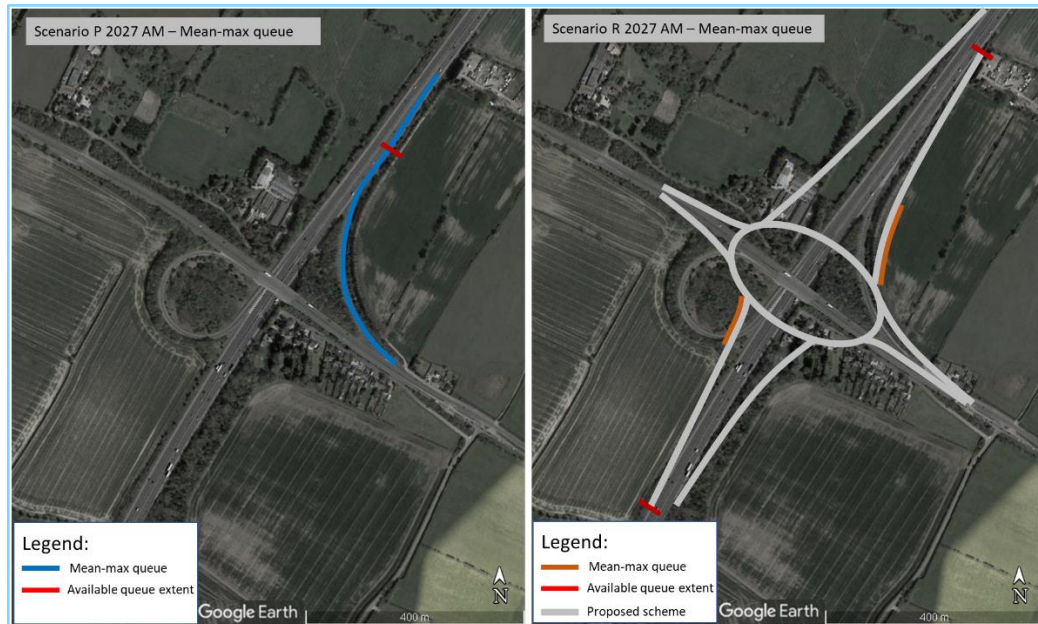 Scenario P 2027 AM – Mean-max queue
Legend:
Mean-max queue
Available queue extent
Google Earth
400 m
N
Scenario R 2027 AM – Mean-max queue
Legend:
Mean-max queue
Available queue extent
Proposed scheme
Google Earth
400 m
N